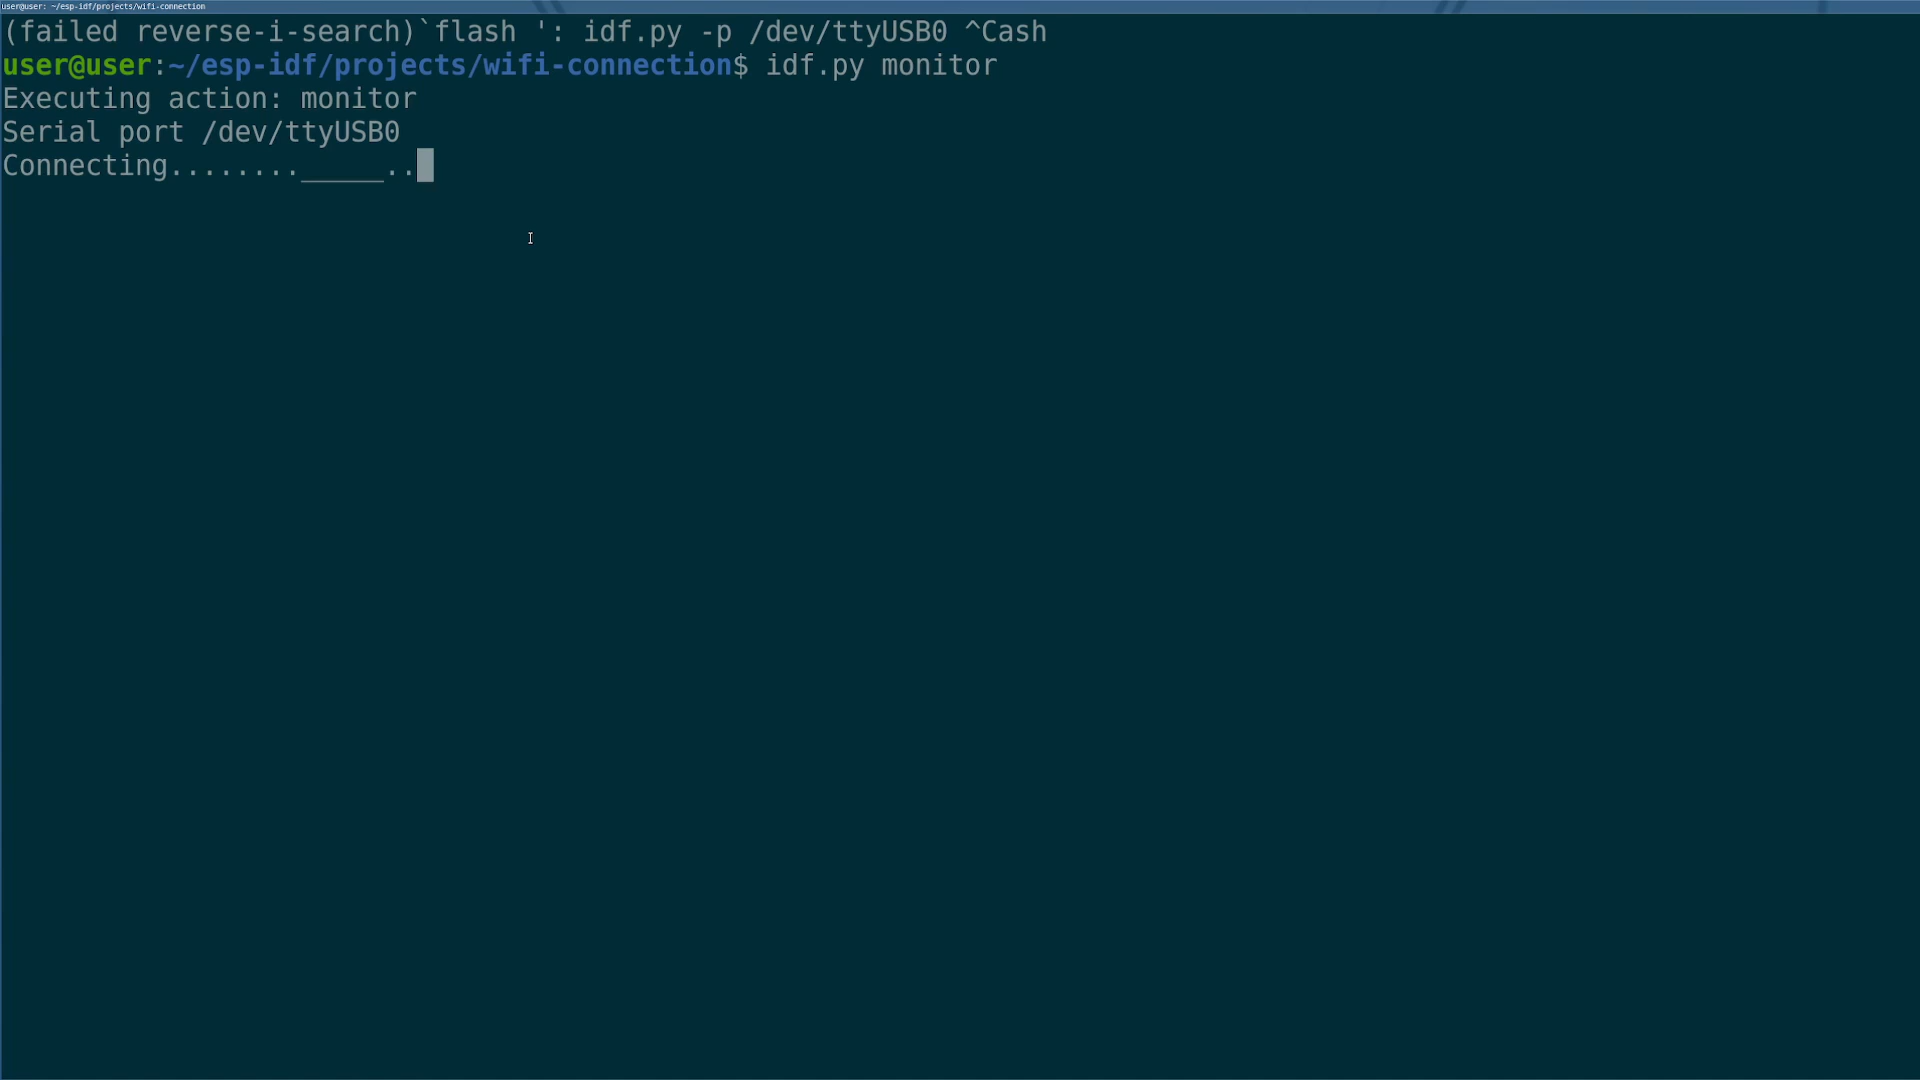 user@user: ~/esp-idf/projects/wifi-connection
(failed reverse-i-search)`flash ': idf.py -p /dev/ttyUSB0 ^Cash
user@user:~/esp-idf/projects/wifi-connection$ idf.py monitor
Executing action: monitor
Serial port /dev/ttyUSB0
Connecting........_____..